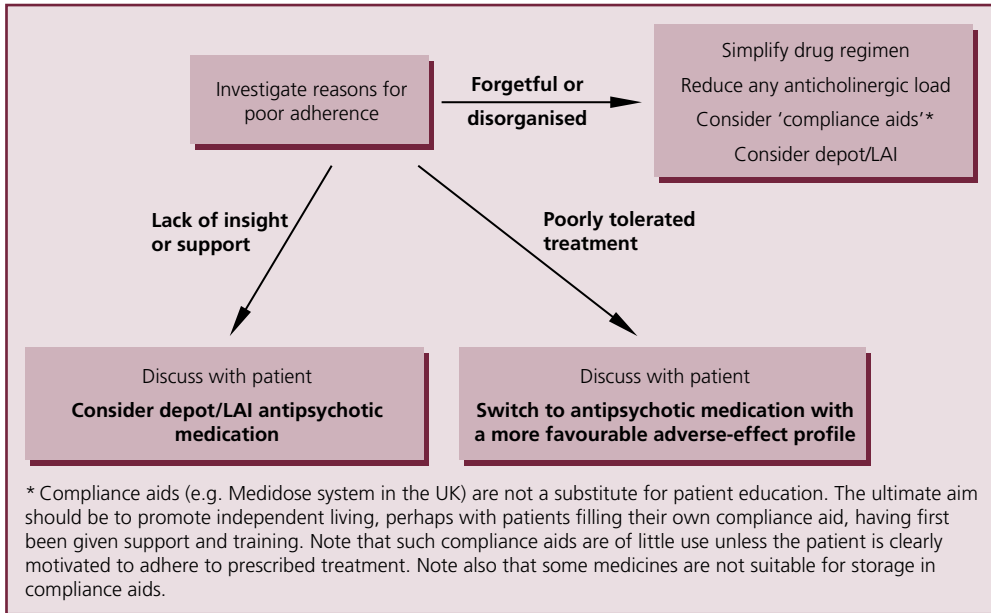 Investigate reasons for
poor adherence
Forgetful or
disorganised
Simplify drug regimen
Reduce any anticholinergic load
Consider ‘compliance aids’*
Consider depot/LAI
Lack of insight
or support
Poorly tolerated
treatment
Discuss with patient
Consider depot/LAI antipsychotic
medication
Discuss with patient
Switch to antipsychotic medication with
a more favourable adverse-effect profile
* Compliance aids (e.g. Medidose system in the UK) are not a substitute for patient education. The ultimate aim
should be to promote independent living, perhaps with patients filling their own compliance aid, having first
been given support and training. Note that such compliance aids are of little use unless the patient is clearly
motivated to adhere to prescribed treatment. Note also that some medicines are not suitable for storage in
compliance aids.